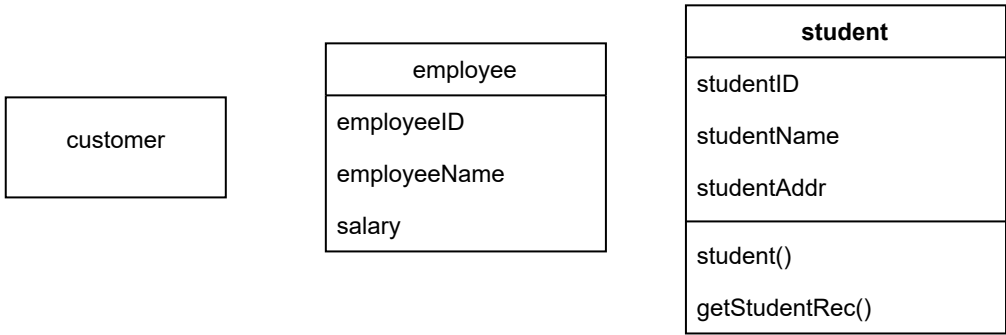 customer
employee
employeeID
employeeName
salary
student
studentID
studentName
studentAddr
student()
getStudentRec()